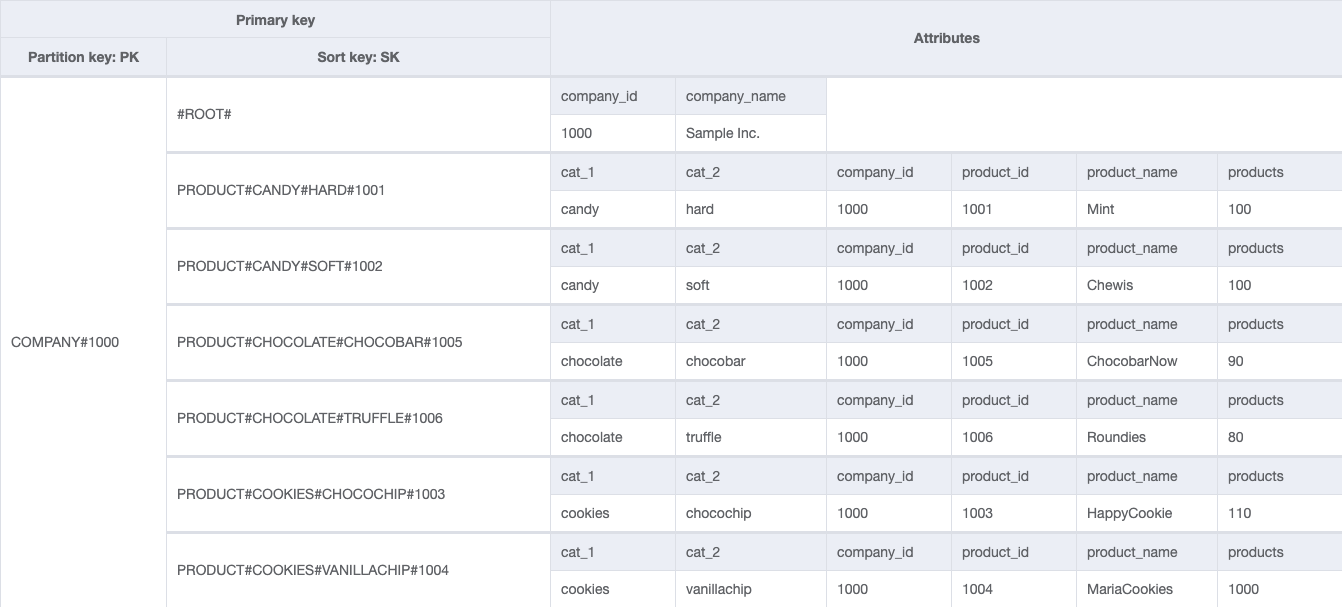 Primary key
Attributes
Partition key: PK Sort key: SK
#ROOT#
company_id company_name
1000 Sample Inc.
PRODUCT#CANDY#HARD#1001
cat_1 cat_2 company_id product_id product_name products
candy hard 1000 1001 Mint 100
PRODUCT#CANDY#SOFT#1002
cat_1 cat_2 company_id product_id product_name products
candy soft 1000 1002 Chewis 100
COMPANY#1000
PRODUCT#CHOCOLATE#CHOCOBAR#1005
cat_1 cat_2 company_id product_id product_name products
chocolate chocobar 1000 1005 ChocobarNow 90
PRODUCT#CHOCOLATE#TRUFFLE#1006
cat_1 cat_2 company_id product_id product_name products
chocolate truffle 1000 1006 Roundies 80
PRODUCT#COOKIES#CHOCOCHIP#1003
cat_1 cat_2 company_id product_id product_name products
cookies chocochip 1000 1003 HappyCookie 110
PRODUCT#COOKIES#VANILLACHIP#1004
cat_1 cat_2 company_id product_id product_name products
cookies vanillachip 1000 1004 MariaCookies 1000